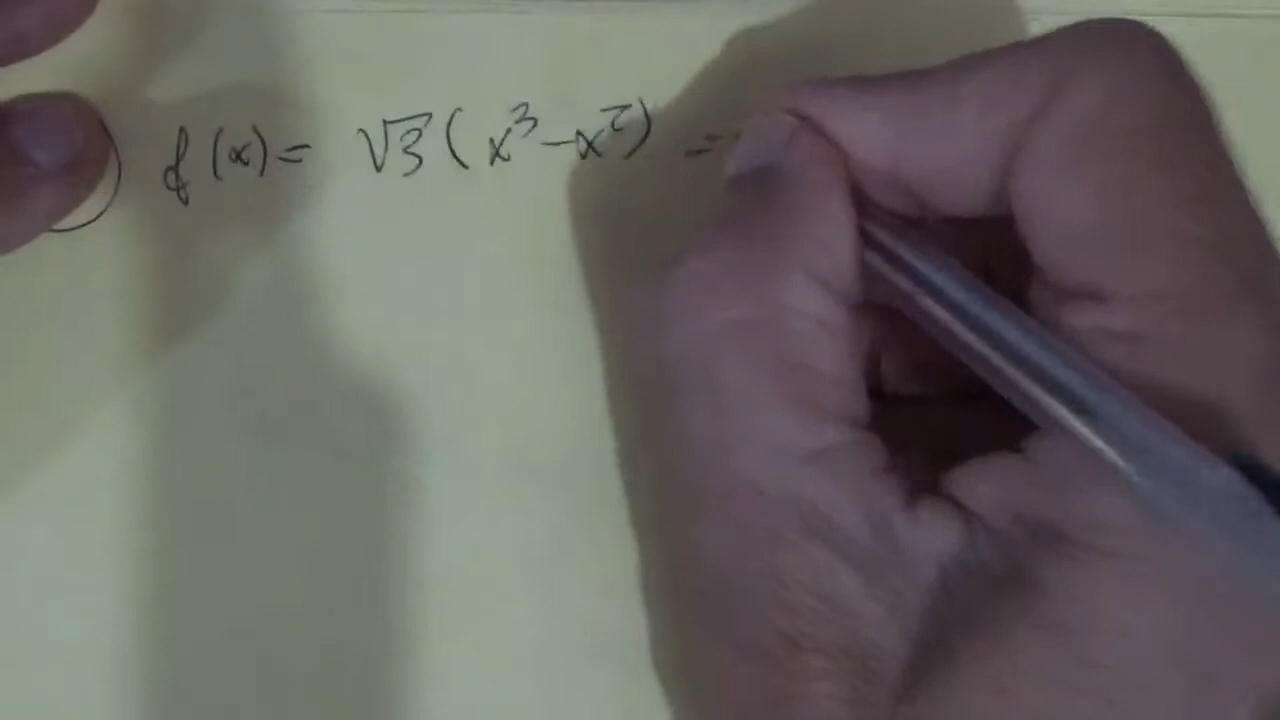 f(x) = √3 (x³ - x²) =